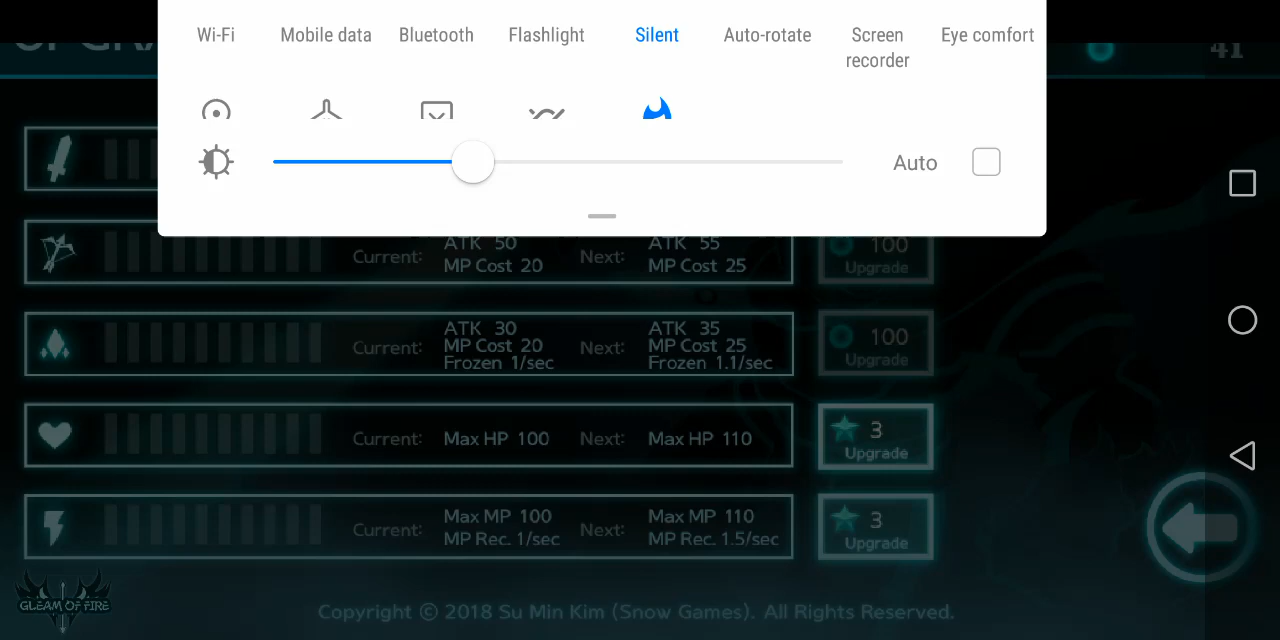 Wi-Fi Mobile data Bluetooth Flashlight Silent Auto-rotate Screen recorder Eye comfort
41
Auto
Current: ATK 50 Next: ATK 55 100
MP Cost 20 MP Cost 25 Upgrade
ATK 30 ATK 35
Current: MP Cost 20 Next: MP Cost 25 100
Frozen 1/sec Frozen 1.1/sec Upgrade
Current: Max HP 100 Next: Max HP 110 3
Upgrade
Current: Max MP 100 Next: Max MP 110 3
MP Rec. 1/sec MP Rec. 1.5/sec Upgrade
GLEAM OF FIRE
Copyright © 2018 Su Min Kim (Snow Games). All Rights Reserved.